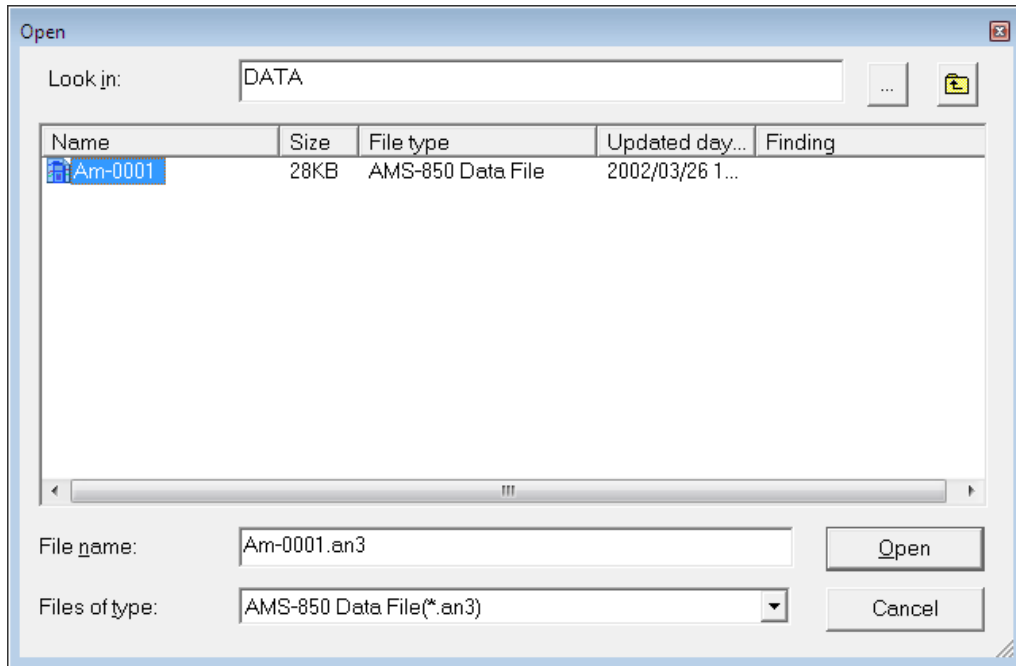 Open
Look in: DATA ...
Name Size File type Updated day... Finding
Am-0001 28KB AMS-850 Data File 2002/03/26 1...
File name: Am-0001.an3 Open
Files of type: AMS-850 Data File(*.an3) Cancel